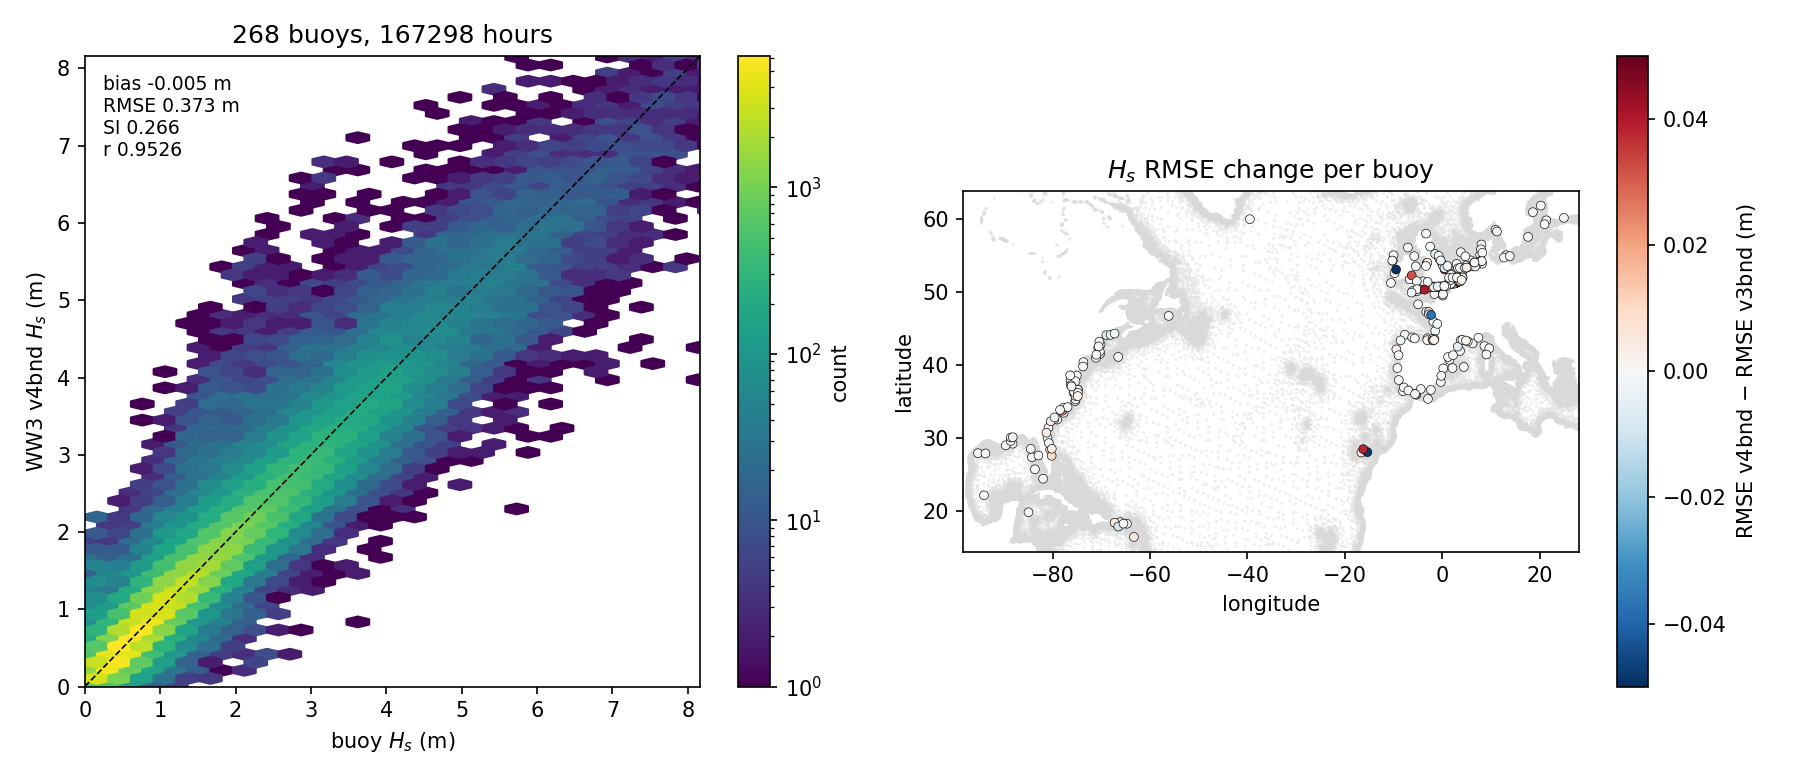 268 buoys, 167298 hours
bias -0.005 m
RMSE 0.373 m
SI 0.266
r 0.9526
8
7
6
5
4
3
2
1
0
WW3 v4bnd Hs (m)
0 1 2 3 4 5 6 7 8
buoy Hs (m)
10³
10²
10¹
10⁰
count
Hs RMSE change per buoy
60
50
40
30
20
latitude
−80 −60 −40 −20 0 20
longitude
0.04
0.02
0.00
−0.02
−0.04
RMSE v4bnd − RMSE v3bnd (m)